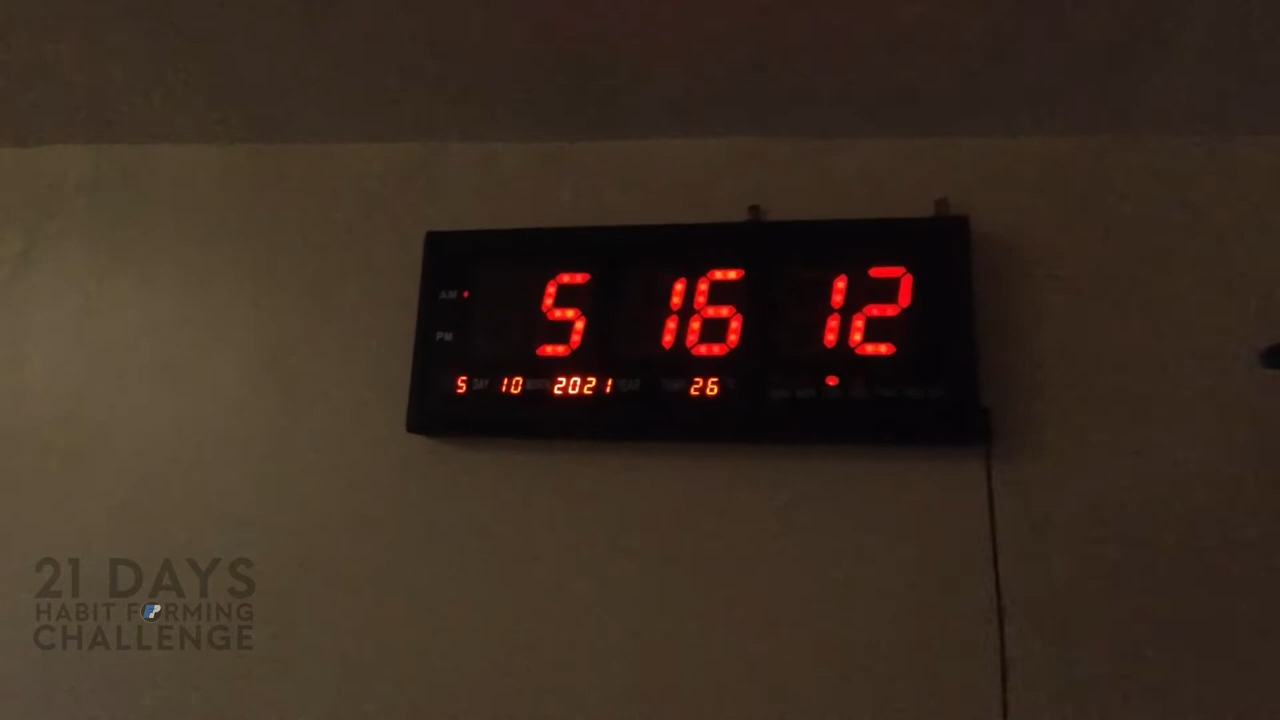 AM
5 16 12
PM
5 DAY 10 2021 YEAR 26
21 DAYS
HABIT FORMING
CHALLENGE